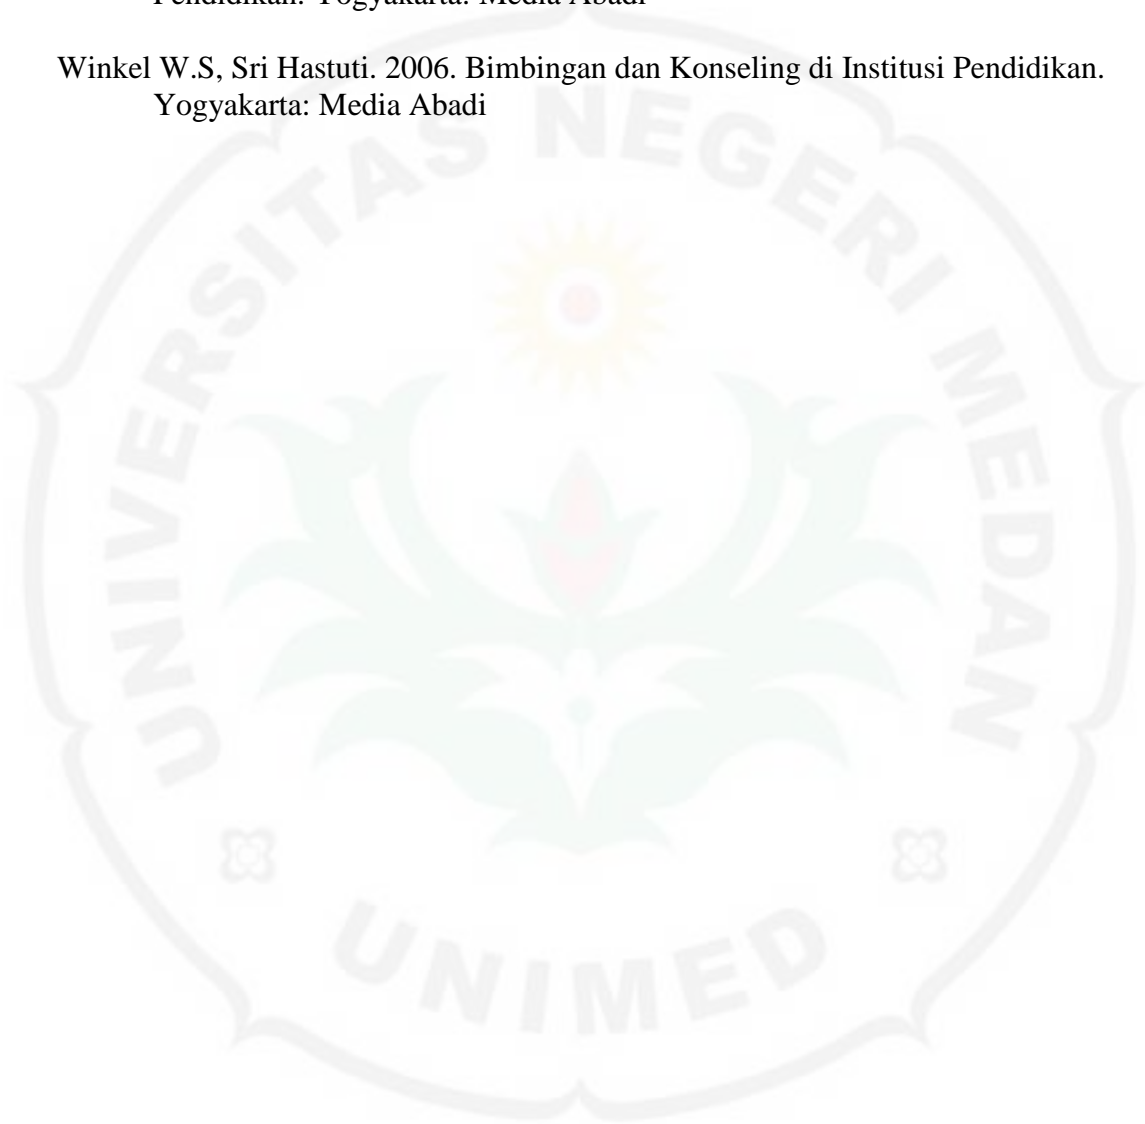 Pendidikan. Yogyakarta: Media Abadi
Winkel W.S, Sri Hastuti. 2006. Bimbingan dan Konseling di Institusi Pendidikan.
Yogyakarta: Media Abadi
UNIVERSITAS NEGERI MEDAN
UNIMED